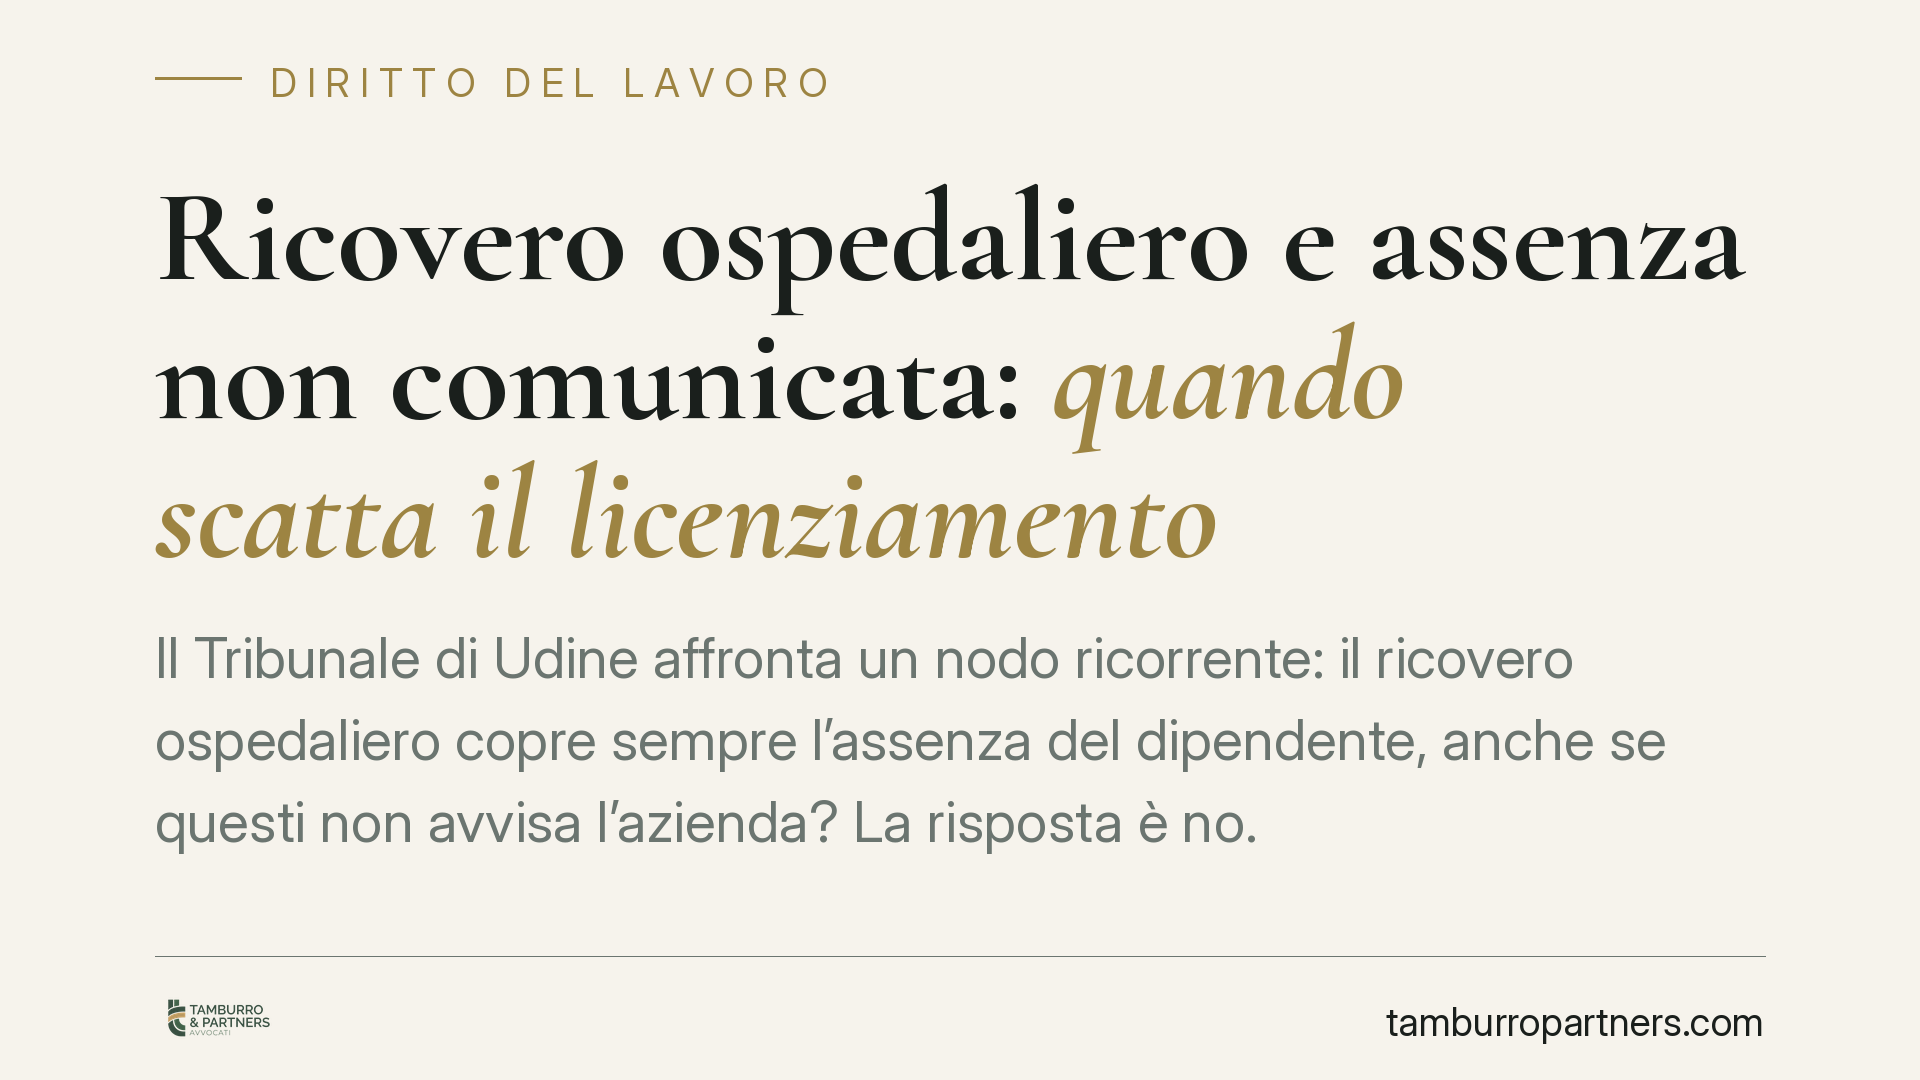 DIRITTO DEL LAVORO
Ricovero ospedaliero e assenza
non comunicata: quando
scatta il licenziamento
Il Tribunale di Udine affronta un nodo ricorrente: il ricovero
ospedaliero copre sempre l’assenza del dipendente, anche se
questi non avvisa l’azienda? La risposta è no.
TAMBURRO
& PARTNERS
AVVOCATI
tamburropartners.com